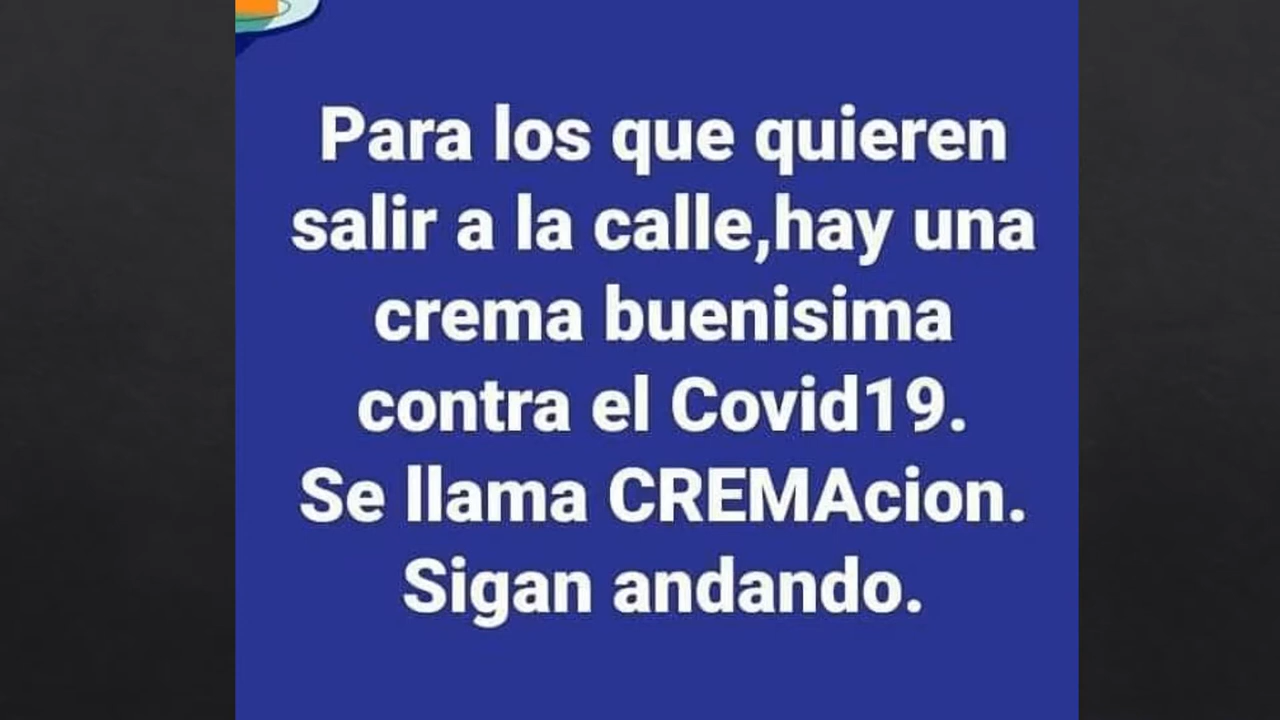 Para los que quieren
salir a la calle,hay una
crema buenisima
contra el Covid19.
Se llama CREMAcion.
Sigan andando.